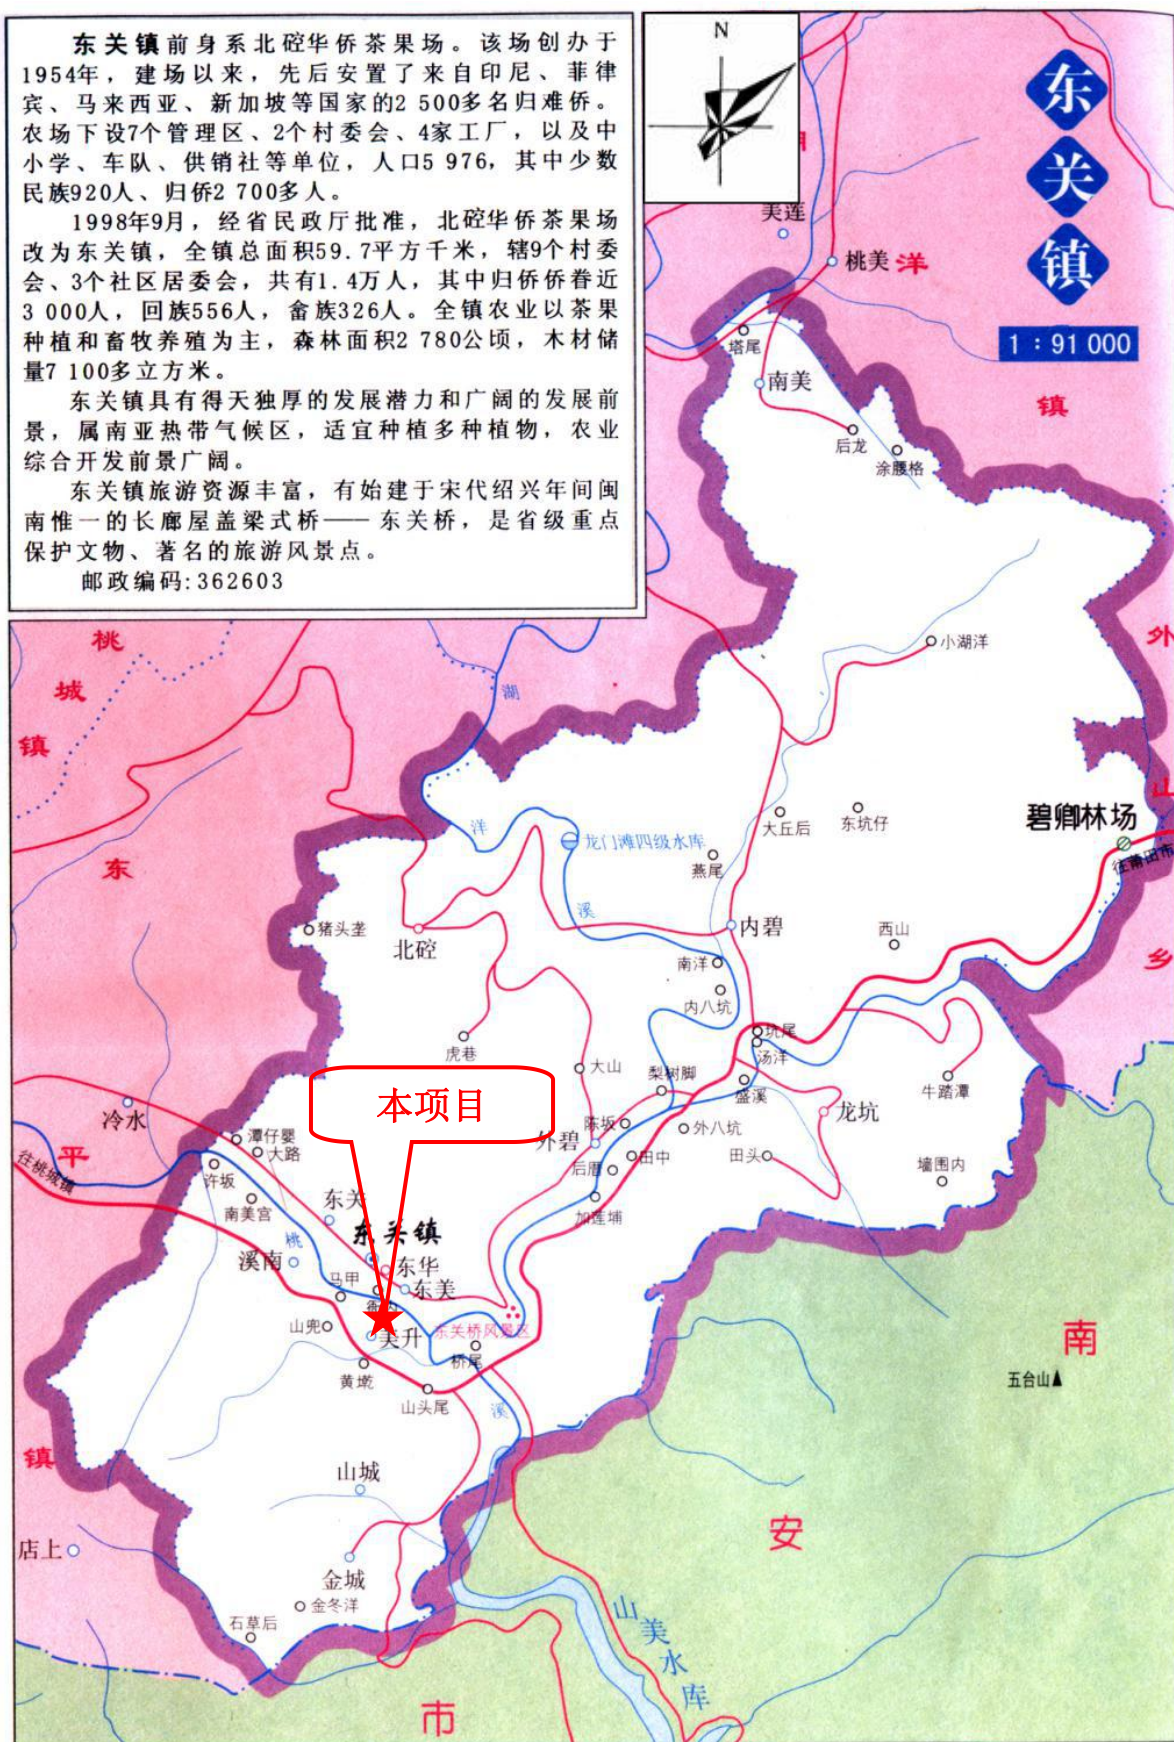 东关镇前身系北硿华侨茶果场。该场创办于
1954年，建场以来，先后安置了来自印尼、菲律
宾、马来西亚、新加坡等国家的2 500多名归难侨。
农场下设7个管理区、2个村委会、4家工厂，以及中
小学、车队、供销社等单位，人口5 976，其中少数
民族920人、归侨2 700多人。
1998年9月，经省民政厅批准，北硿华侨茶果场
改为东关镇，全镇总面积59.7平方千米，辖9个村委
会、3个社区居委会，共有1.4万人，其中归侨侨眷近
3 000人，回族556人，畲族326人。全镇农业以茶果
种植和畜牧养殖为主，森林面积2 780公顷，木材储
量7 100多立方米。
东关镇具有得天独厚的发展潜力和广阔的发展前
景，属南亚热带气候区，适宜种植多种植物，农业
综合开发前景广阔。
东关镇旅游资源丰富，有始建于宋代绍兴年间闽
南惟一的长廊屋盖梁式桥——东关桥，是省级重点
保护文物、著名的旅游风景点。
邮政编码:362603
N
东关镇
1：91 000
美莲
桃美
洋
镇
塔尾
南美
后龙
涂腰格
小湖洋
外
山
乡
桃
城
镇
湖
洋
溪
龙门滩四级水库
大丘后
东坑仔
碧卿林场
往莆田市
燕尾
内碧
西山
东
猪头垄
北硿
南洋
内八坑
虎巷
大山
坑尾
汤洋
梨树脚
盛溪
牛踏潭
龙坑
本项目
冷水
平
往桃城镇
潭仔婴
大路
许坂
南美宫
陈坂
外碧
外八坑
后厝
田中
田头
墙围内
加莲埔
东关
东关镇
溪南
桃
东华
东美
马甲
山兜
美升
东关桥风景区
桥尾
黄墘
山头尾
溪
南
五台山
镇
山城
店上
金城
金冬洋
石草后
安
山美水库
市